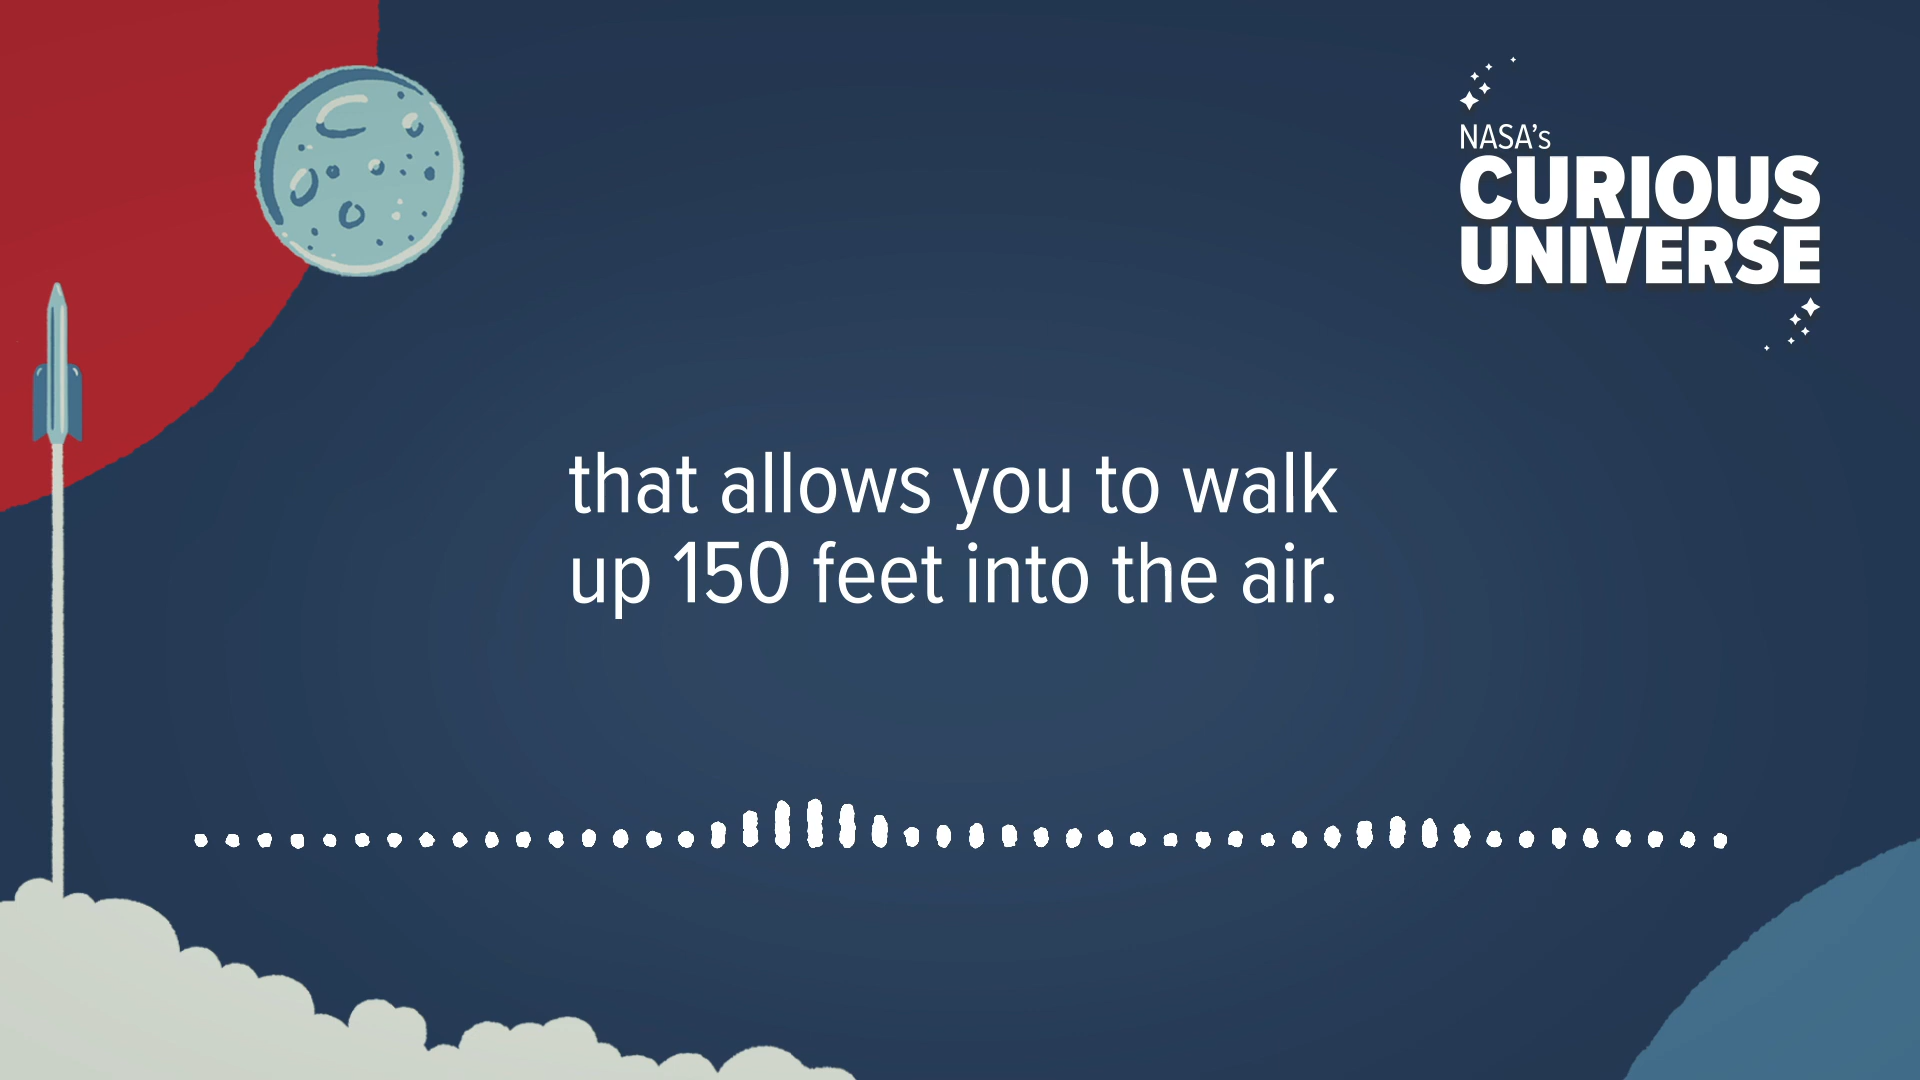 NASA's
CURIOUS
UNIVERSE
that allows you to walk
up 150 feet into the air.